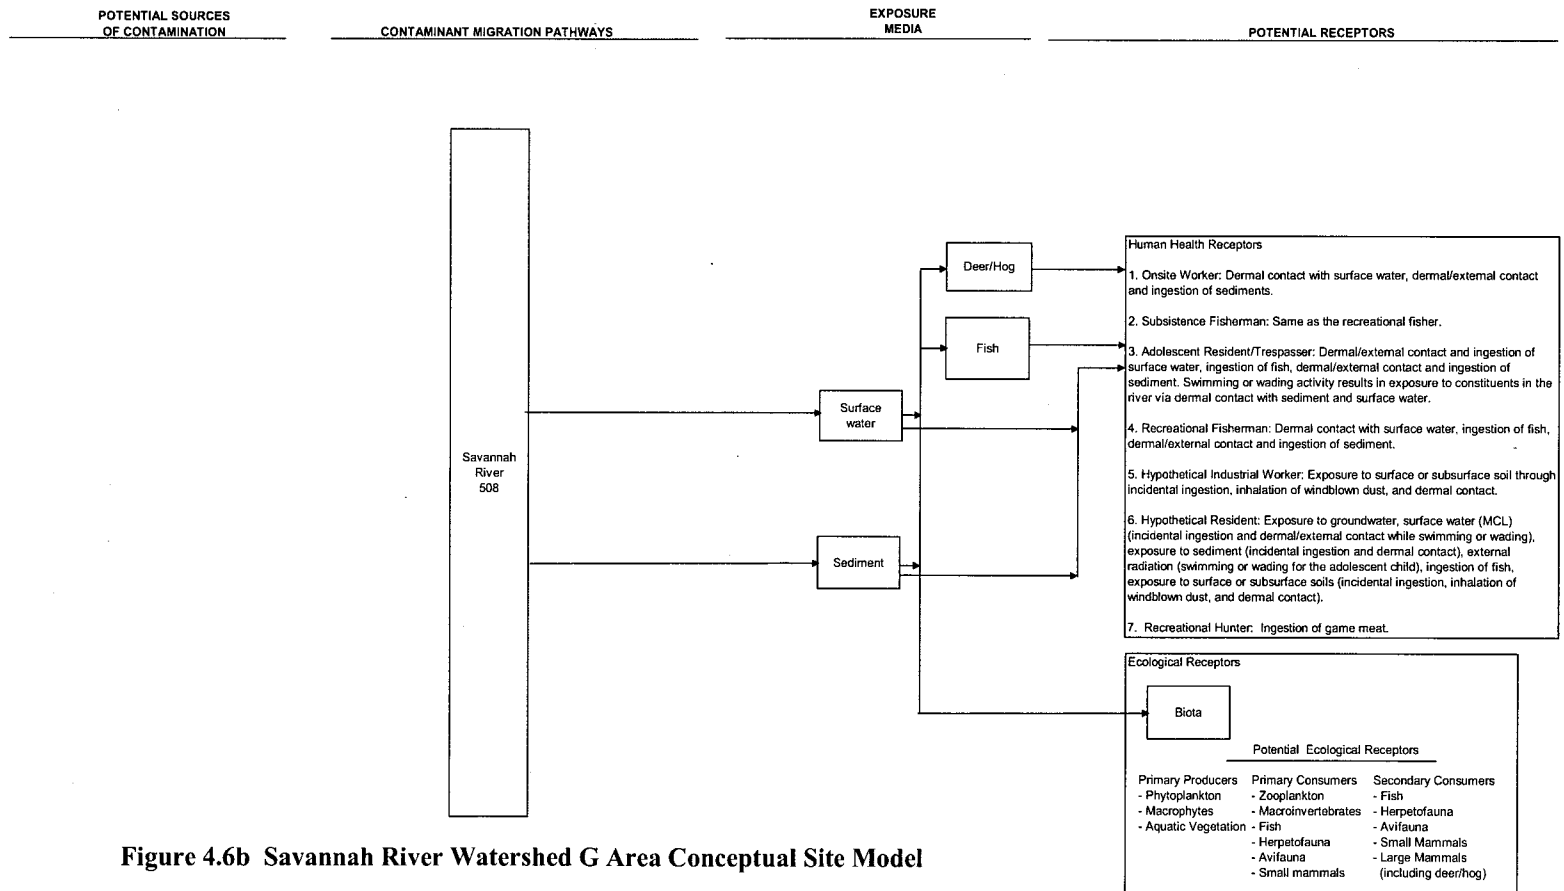 POTENTIAL SOURCES
OF CONTAMINATION
CONTAMINANT MIGRATION PATHWAYS
EXPOSURE
MEDIA
POTENTIAL RECEPTORS
Savannah
River
508
Surface
water
Sediment
Deer/Hog
Fish
Human Health Receptors
1. Onsite Worker: Dermal contact with surface water, dermal/external contact
and ingestion of sediments.
2. Subsistence Fisherman: Same as the recreational fisher.
3. Adolescent Resident/Trespasser: Dermal/external contact and ingestion of
surface water, ingestion of fish, dermal/external contact and ingestion of
sediment. Swimming or wading activity results in exposure to constituents in the
river via dermal contact with sediment and surface water.
4. Recreational Fisherman: Dermal contact with surface water, ingestion of fish,
dermal/external contact and ingestion of sediment.
5. Hypothetical Industrial Worker: Exposure to surface or subsurface soil through
incidental ingestion, inhalation of windblown dust, and dermal contact.
6. Hypothetical Resident: Exposure to groundwater, surface water (MCL)
(incidental ingestion and dermal/external contact while swimming or wading),
exposure to sediment (incidental ingestion and dermal contact), external
radiation (swimming or wading for the adolescent child), ingestion of fish,
exposure to surface or subsurface soils (incidental ingestion, inhalation of
windblown dust, and dermal contact).
7. Recreational Hunter: Ingestion of game meat.
Ecological Receptors
Biota
Potential Ecological Receptors
Primary Producers
- Phytoplankton
- Macrophytes
- Aquatic Vegetation
Primary Consumers
- Zooplankton
- Macroinvertebrates
- Fish
- Herpetofauna
- Avifauna
- Small mammals
Secondary Consumers
- Fish
- Herpetofauna
- Avifauna
- Small Mammals
- Large Mammals
(including deer/hog)
Figure 4.6b Savannah River Watershed G Area Conceptual Site Model